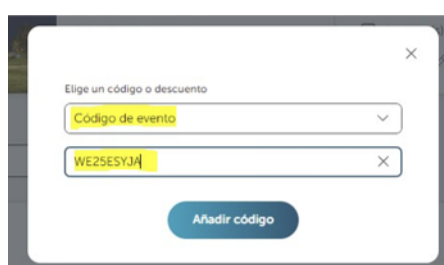 Elige un código o descuento
Código de evento
WE25ESYJA
Añadir código